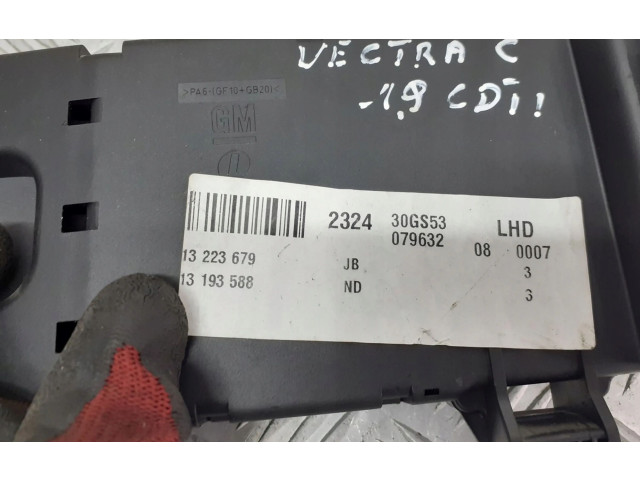 VECTRA C
-1.9 CDTi!
>PA6-(GF10+GB20)<
GM
2324 30GS53 LHD
079632 08 0007
13 223 679 JB 3
13 193 588 ND 3